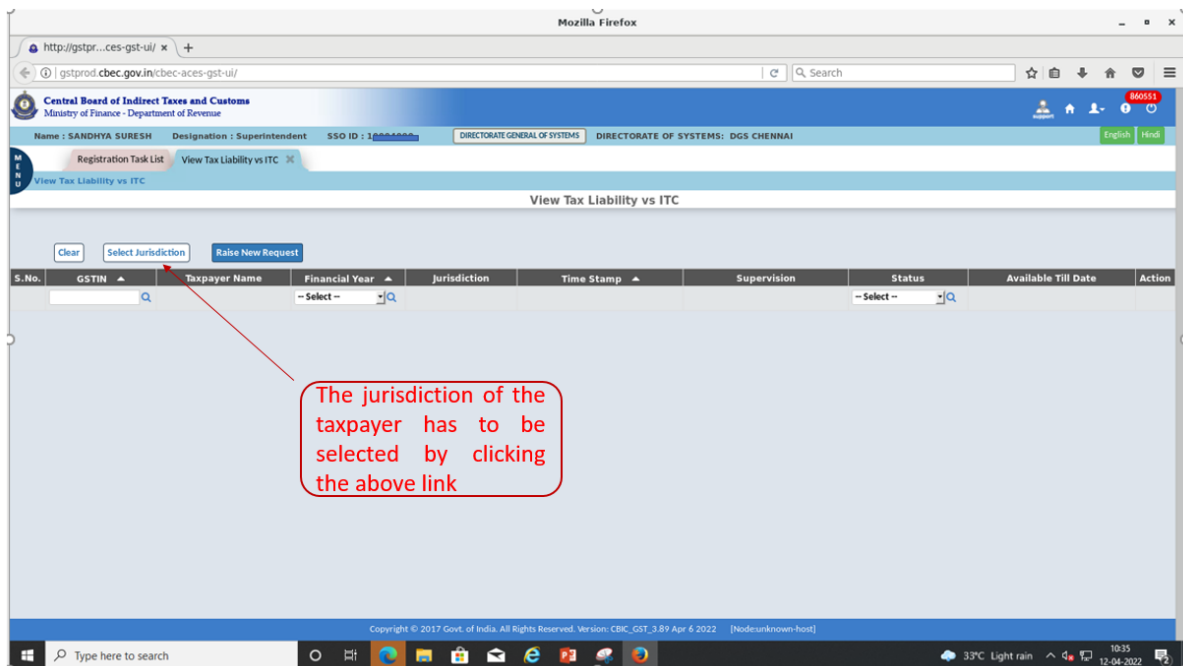 Mozilla Firefox
http://gstpr...ces-gst-ui/
gstprod.cbec.gov.in/cbec-aces-gst-ui/
Search
Central Board of Indirect Taxes and Customs
Ministry of Finance - Department of Revenue
support
860551
Name : SANDHYA SURESH Designation : Superintendent SSO ID : DIRECTORATE GENERAL OF SYSTEMS DIRECTORATE OF SYSTEMS: DGS CHENNAI English Hindi
MENU
Registration Task List View Tax Liability vs ITC
View Tax Liability vs ITC
View Tax Liability vs ITC
Clear Select Jurisdiction Raise New Request
S.No. GSTIN Taxpayer Name Financial Year Jurisdiction Time Stamp Supervision Status Available Till Date Action
-- Select -- -- Select --
The jurisdiction of the
taxpayer has to be
selected by clicking
the above link
Copyright © 2017 Govt. of India. All Rights Reserved. Version: CBIC_GST_3.89 Apr 6 2022 [Node:unknown-host]
Type here to search
33°C Light rain
10:35
12-04-2022
2